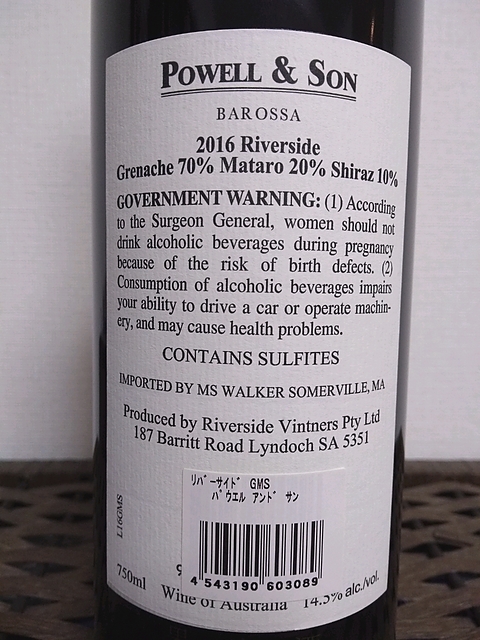 POWELL & SON
BAROSSA
2016 Riverside
Grenache 70% Mataro 20% Shiraz 10%
GOVERNMENT WARNING: (1) According
to the Surgeon General, women should not
drink alcoholic beverages during pregnancy
because of the risk of birth defects. (2)
Consumption of alcoholic beverages impairs
your ability to drive a car or operate machin-
ery, and may cause health problems.
CONTAINS SULFITES
IMPORTED BY MS WALKER SOMERVILLE, MA
Produced by Riverside Vintners Pty Ltd
187 Barritt Road Lyndoch SA 5351
L16GMS
ﾘﾊﾞｰｻｲﾄﾞ GMS
ﾊﾟｳｴﾙ ｱﾝﾄﾞ ｻﾝ
9
4 543190 603089
750ml Wine of Australia 14.5% alc./vol.